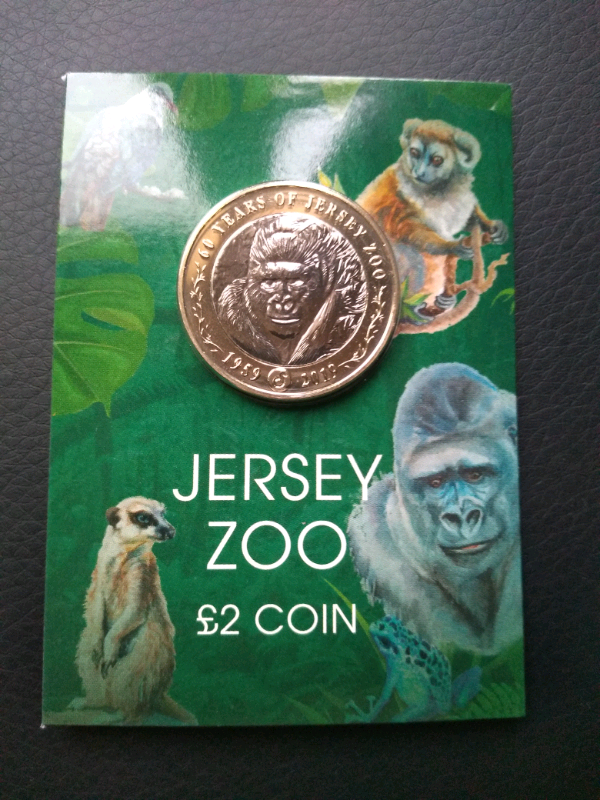 60 YEARS OF JERSEY ZOO
1959 2019
JERSEY
ZOO
£2 COIN